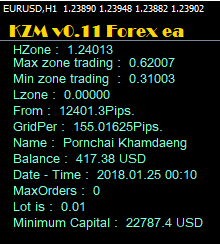 EURUSD,H1 1.23890 1.23948 1.23882 1.23902
KZM v0.11 Forex ea
HZone : 1.24013
Max zone trading : 0.62007
Min zone trading : 0.31003
Lzone : 0.00000
From : 12401.3Pips.
GridPer : 155.01625Pips.
Name : Pornchai Khamdaeng
Balance : 417.38 USD
Date - Time : 2018.01.25 00:10
MaxOrders : 0
Lot is : 0.01
Minimum Capital : 22787.4 USD